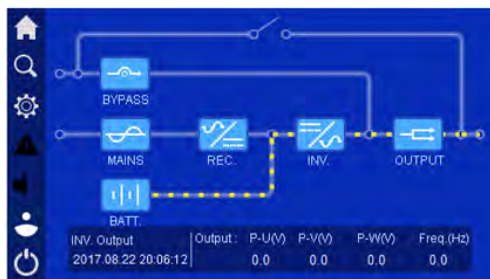 BYPASS
MAINS
REC.
INV.
OUTPUT
BATT.
INV. Output
2017.08.22 20:06:12
Output : P-U(V) P-V(V) P-W(V) Freq.(Hz)
0.0 0.0 0.0 0.0